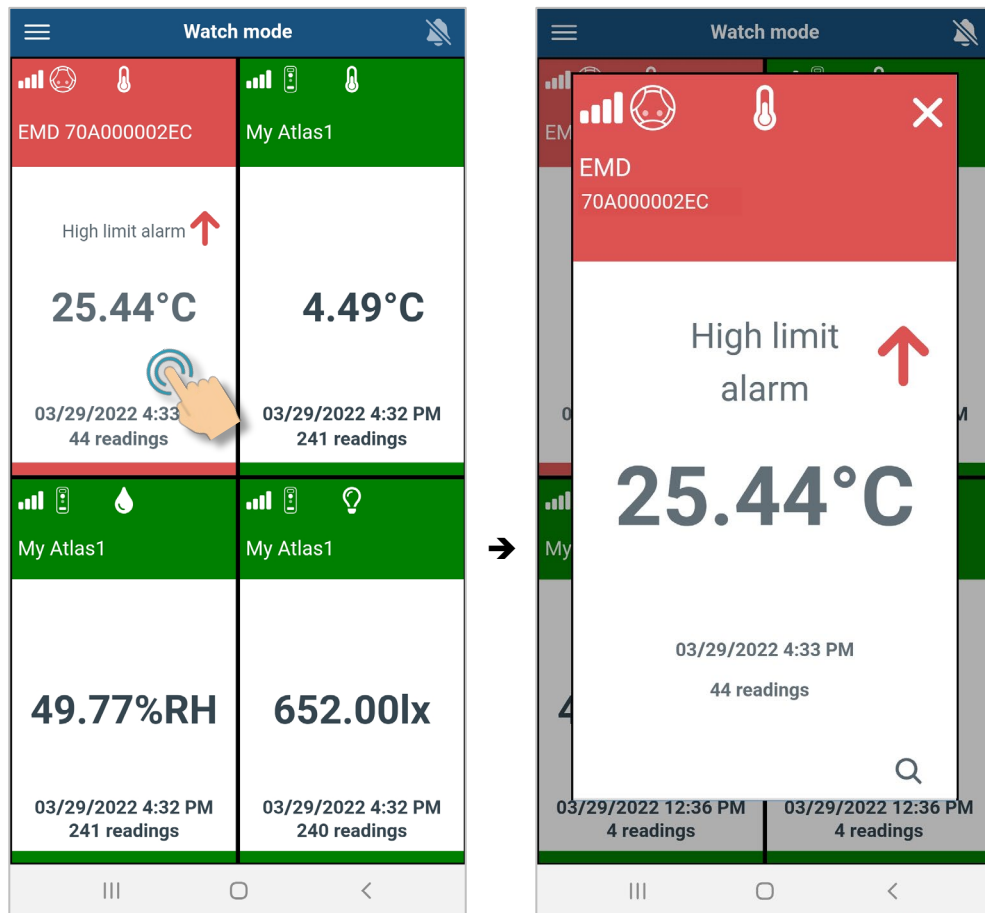 Watch mode
EMD 70A000002EC
High limit alarm
25.44°C
03/29/2022 4:33
44 readings
My Atlas1
4.49°C
03/29/2022 4:32 PM
241 readings
My Atlas1
49.77%RH
03/29/2022 4:32 PM
241 readings
My Atlas1
652.00lx
03/29/2022 4:32 PM
240 readings
Watch mode
EM
EMD
70A000002EC
High limit
alarm
25.44°C
03/29/2022 4:33 PM
44 readings
0
M
My
4
03/29/2022 12:36 PM
4 readings
03/29/2022 12:36 PM
4 readings